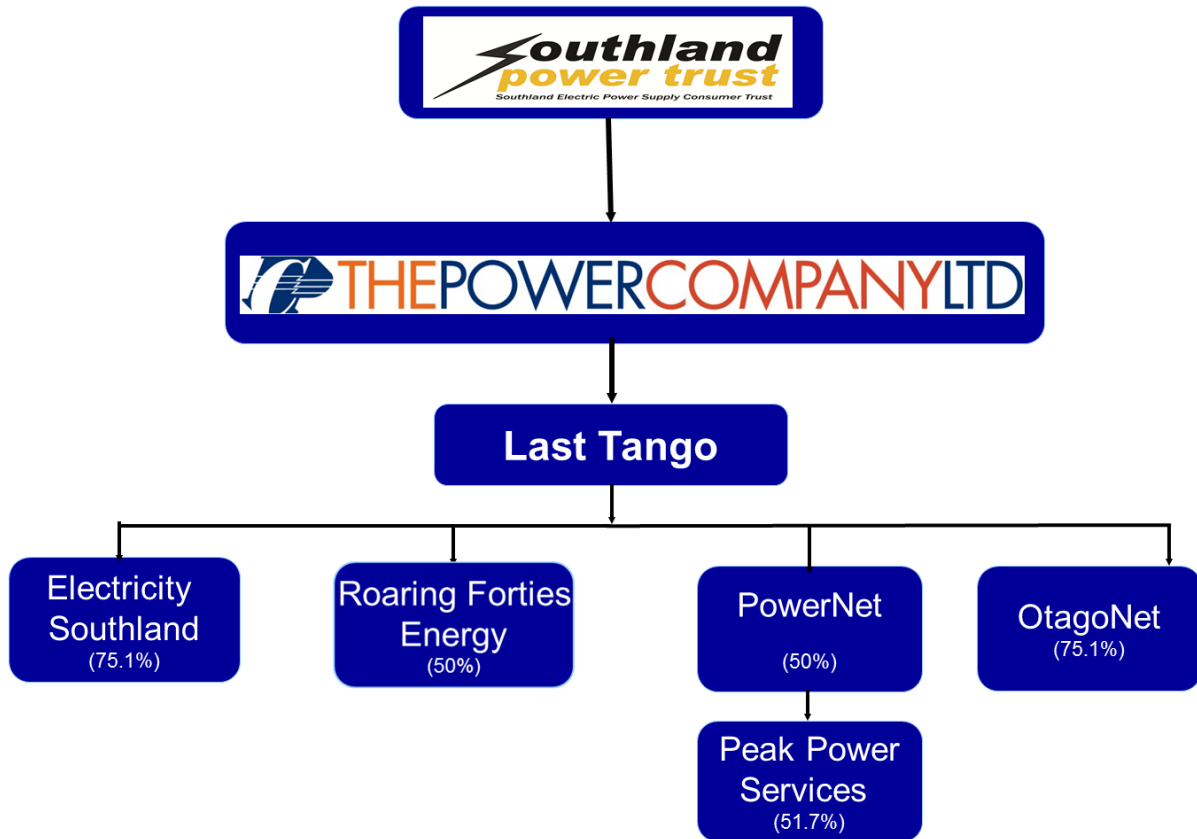 Southland
power trust
Southland Electric Power Supply Consumer Trust
THEPOWERCOMPANYLTD
Last Tango
Electricity
Southland
(75.1%)
Roaring Forties
Energy
(50%)
PowerNet
(50%)
OtagoNet
(75.1%)
Peak Power
Services
(51.7%)